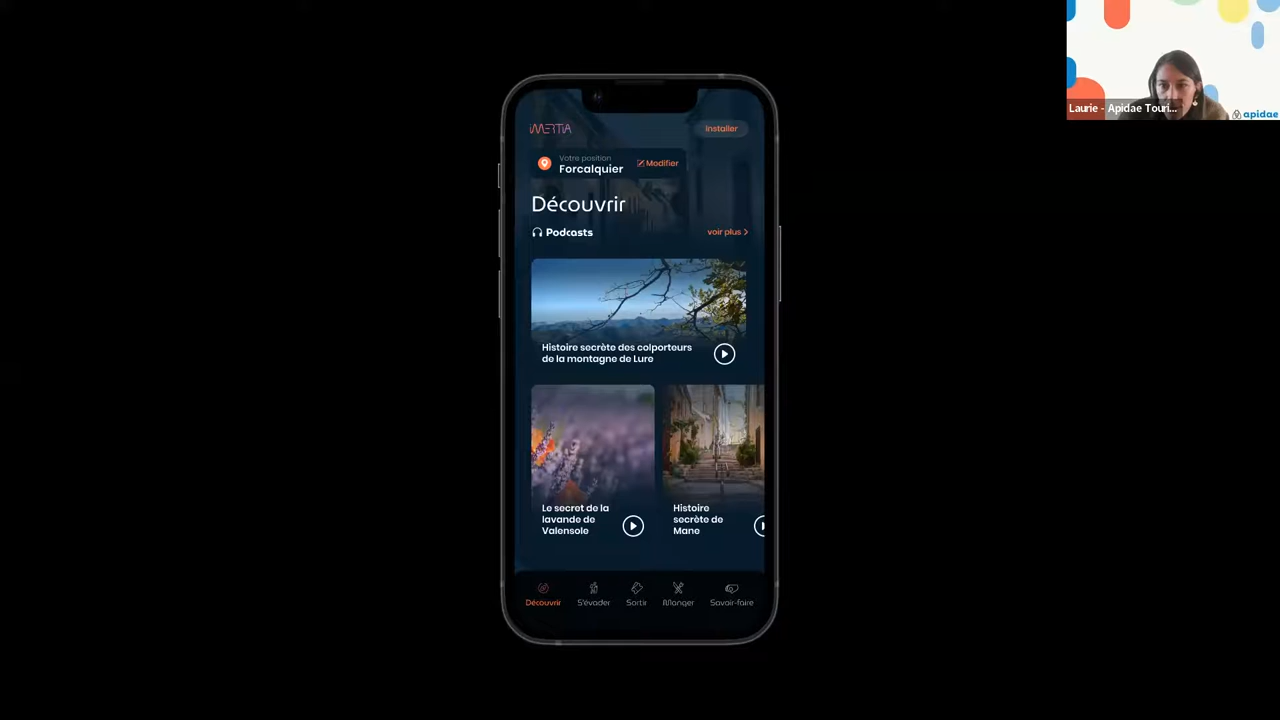 iMERTIA
Installer
Votre position
Forcalquier
Modifier
Découvrir
Podcasts
voir plus >
Histoire secrète des colporteurs
de la montagne de Lure
Le secret de la
lavande de
Valensole
Histoire
secrète de
Mane
Découvrir
S'évader
Sortir
Manger
Savoir-faire
Laurie - Apidae Touri...
apidae